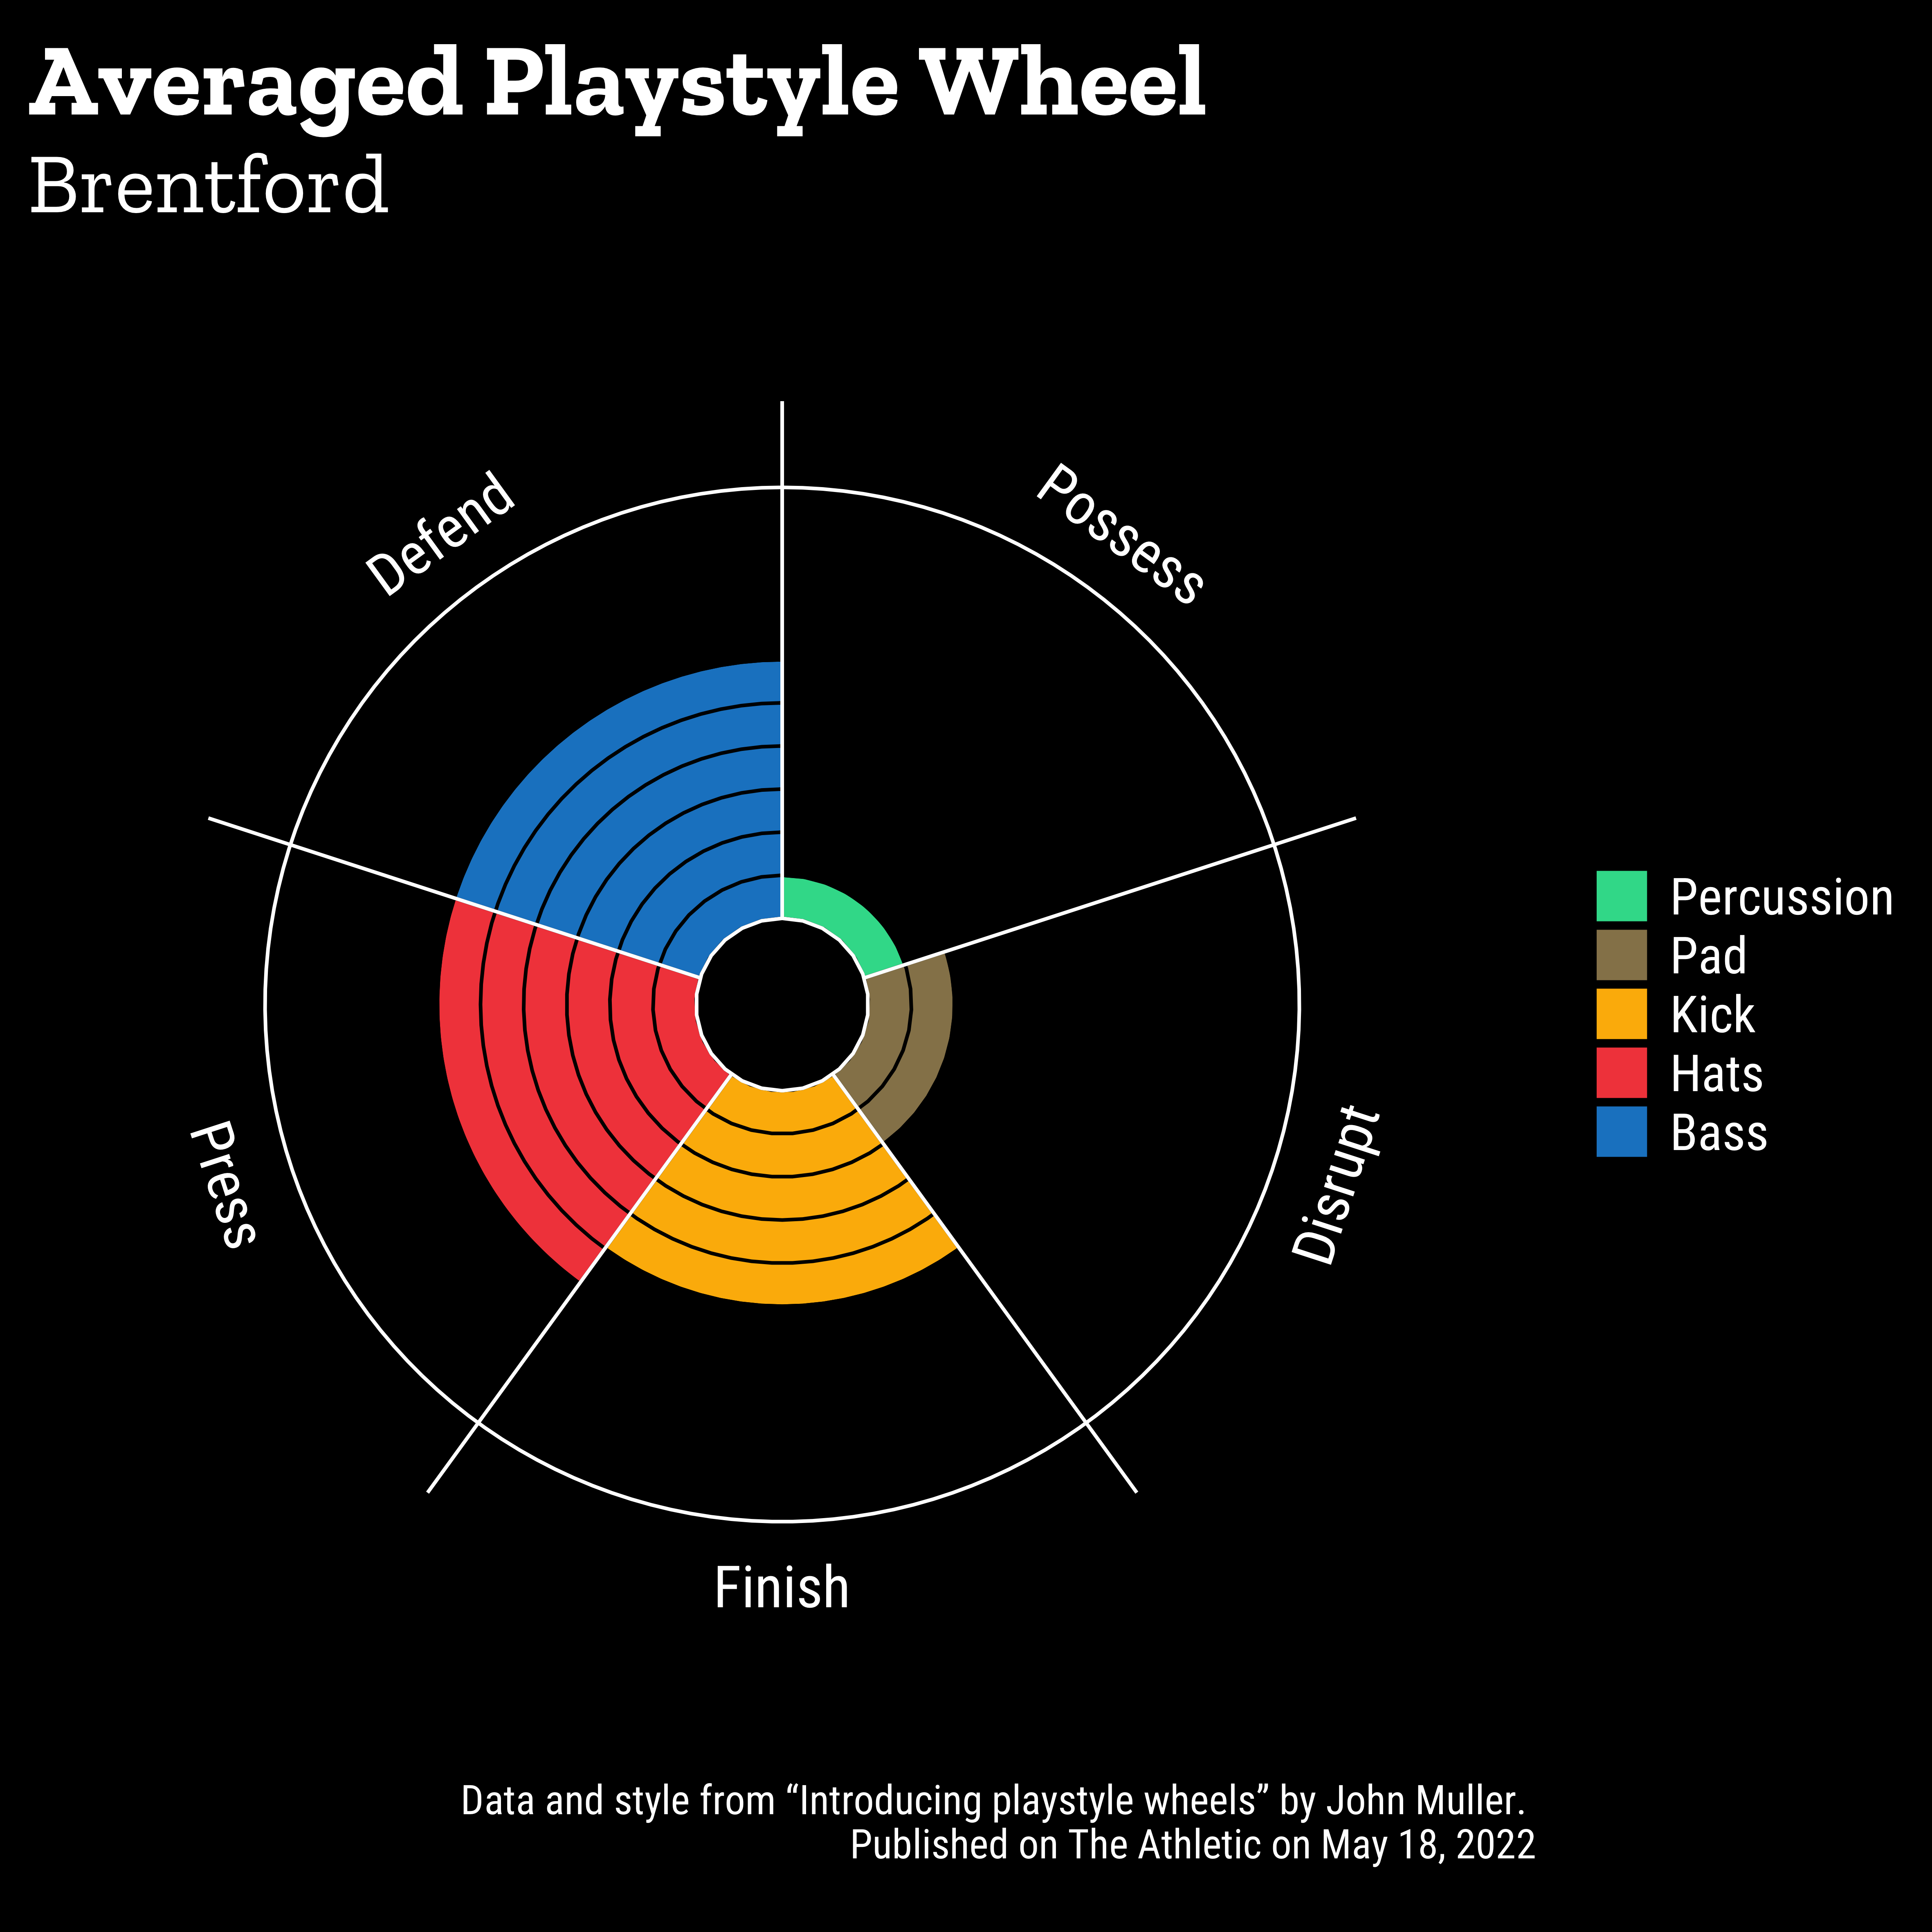 Averaged Playstyle Wheel
Brentford
Defend
Possess
Press
Disrupt
Finish
Percussion
Pad
Kick
Hats
Bass
Data and style from “Introducing playstyle wheels” by John Muller.
Published on The Athletic on May 18, 2022